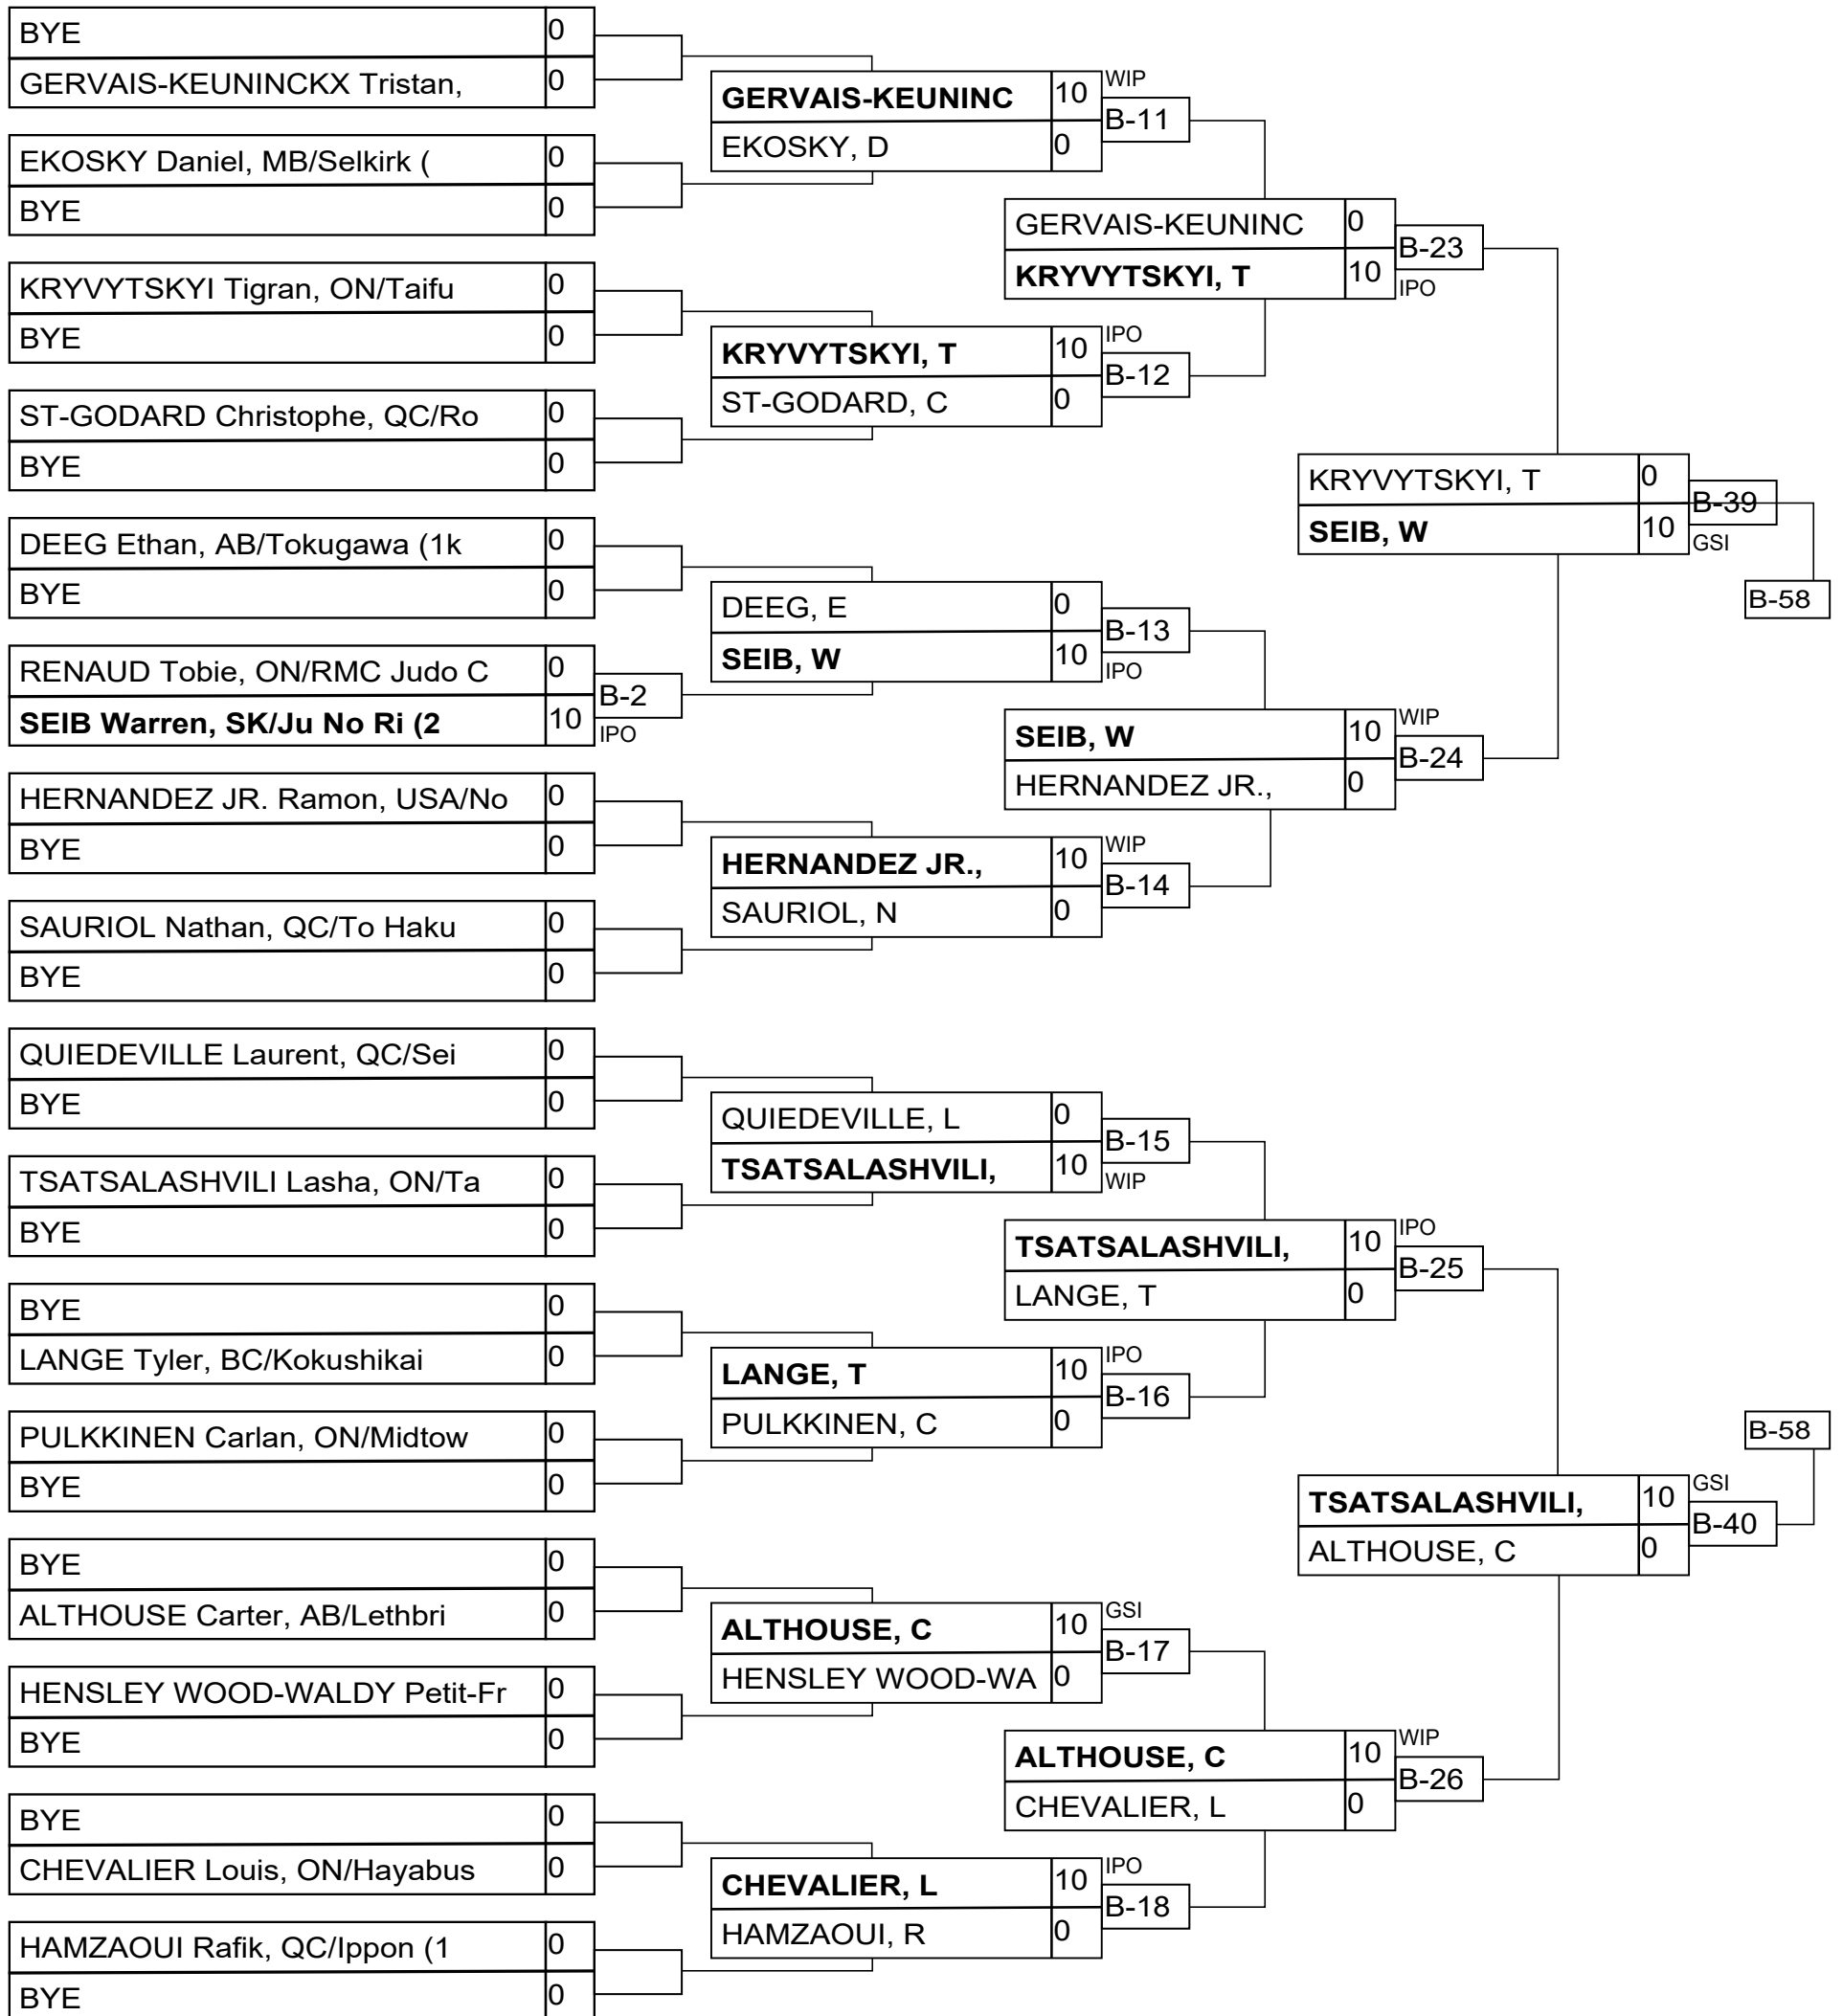 BYE 0
GERVAIS-KEUNINCKX Tristan, 0
EKOSKY Daniel, MB/Selkirk ( 0
BYE 0
KRYVYTSKYI Tigran, ON/Taifu 0
BYE 0
ST-GODARD Christophe, QC/Ro 0
BYE 0
DEEG Ethan, AB/Tokugawa (1k 0
BYE 0
RENAUD Tobie, ON/RMC Judo C 0
B-2
SEIB Warren, SK/Ju No Ri (2 10
IPO
HERNANDEZ JR. Ramon, USA/No 0
BYE 0
SAURIOL Nathan, QC/To Haku 0
BYE 0
QUIEDEVILLE Laurent, QC/Sei 0
BYE 0
TSATSALASHVILI Lasha, ON/Ta 0
BYE 0
BYE 0
LANGE Tyler, BC/Kokushikai 0
PULKKINEN Carlan, ON/Midtow 0
BYE 0
BYE 0
ALTHOUSE Carter, AB/Lethbri 0
HENSLEY WOOD-WALDY Petit-Fr 0
BYE 0
BYE 0
CHEVALIER Louis, ON/Hayabus 0
HAMZAOUI Rafik, QC/Ippon (1 0
BYE 0
WIP
GERVAIS-KEUNINC 10
B-11
EKOSKY, D 0
IPO
KRYVYTSKYI, T 10
B-12
ST-GODARD, C 0
DEEG, E 0
B-13
SEIB, W 10
IPO
WIP
HERNANDEZ JR., 10
B-14
SAURIOL, N 0
QUIEDEVILLE, L 0
B-15
TSATSALASHVILI, 10
WIP
IPO
LANGE, T 10
B-16
PULKKINEN, C 0
GSI
ALTHOUSE, C 10
B-17
HENSLEY WOOD-WA 0
IPO
CHEVALIER, L 10
B-18
HAMZAOUI, R 0
GERVAIS-KEUNINC 0
B-23
KRYVYTSKYI, T 10
IPO
WIP
SEIB, W 10
B-24
HERNANDEZ JR., 0
IPO
TSATSALASHVILI, 10
B-25
LANGE, T 0
WIP
ALTHOUSE, C 10
B-26
CHEVALIER, L 0
KRYVYTSKYI, T 0
B-39
SEIB, W 10
GSI
B-58
B-58
GSI
TSATSALASHVILI, 10
B-40
ALTHOUSE, C 0